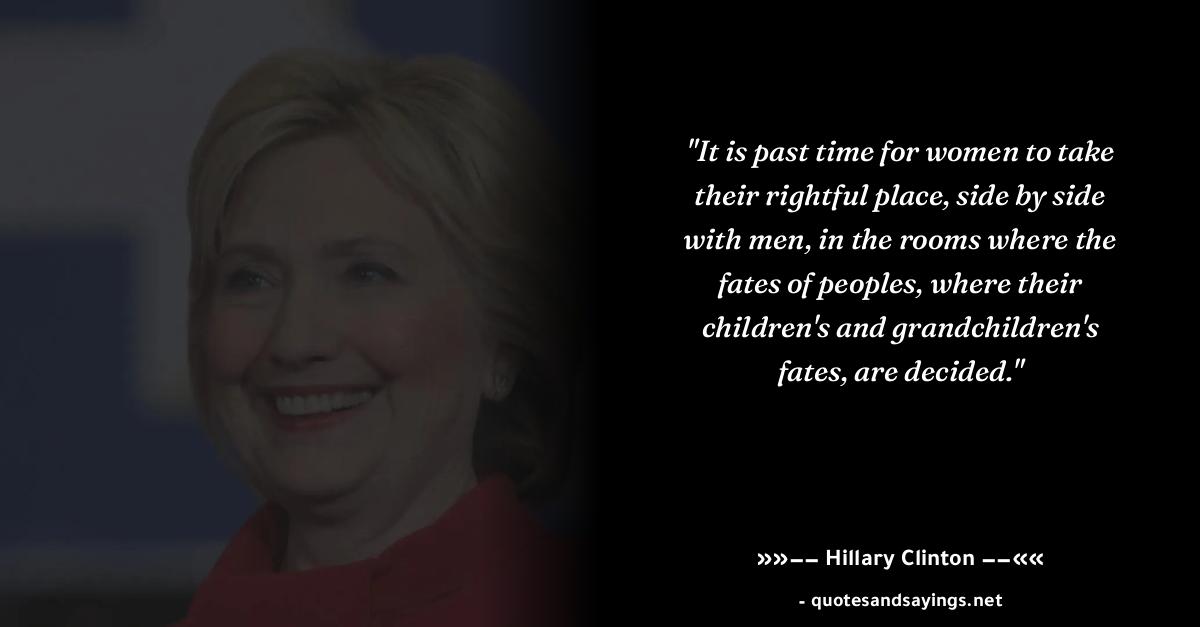 "It is past time for women to take
their rightful place, side by side
with men, in the rooms where the
fates of peoples, where their
children's and grandchildren's
fates, are decided."
»»−− Hillary Clinton −−««
- quotesandsayings.net